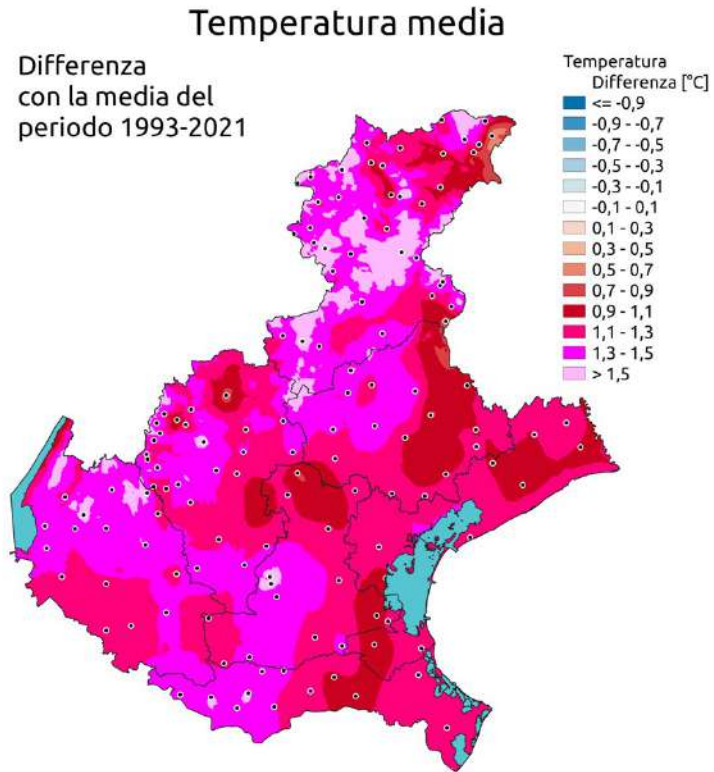 Temperatura media
Differenza
con la media del
periodo 1993-2021
Temperatura
Differenza [°C]
<= -0,9
-0,9 - -0,7
-0,7 - -0,5
-0,5 - -0,3
-0,3 - -0,1
-0,1 - 0,1
0,1 - 0,3
0,3 - 0,5
0,5 - 0,7
0,7 - 0,9
0,9 - 1,1
1,1 - 1,3
1,3 - 1,5
> 1,5